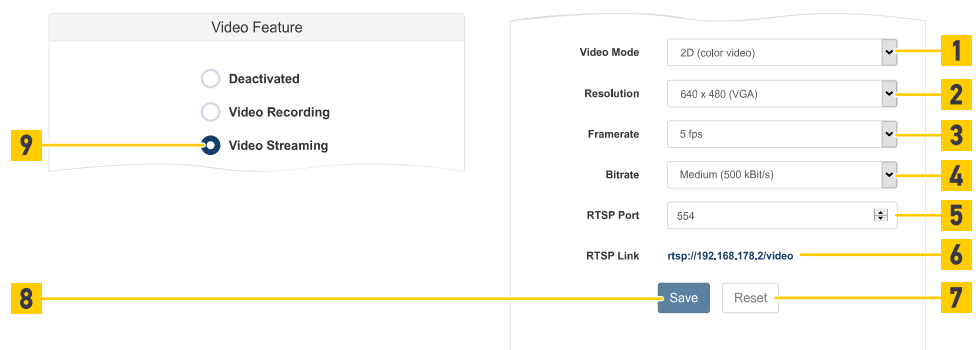 Video Feature
Deactivated
Video Recording
9
Video Streaming
8
Video Mode
2D (color video)
1
Resolution
640 x 480 (VGA)
2
Framerate
5 fps
3
Bitrate
Medium (500 kBit/s)
4
RTSP Port
554
5
RTSP Link
rtsp://192.168.178.2/video
6
Save
Reset
7